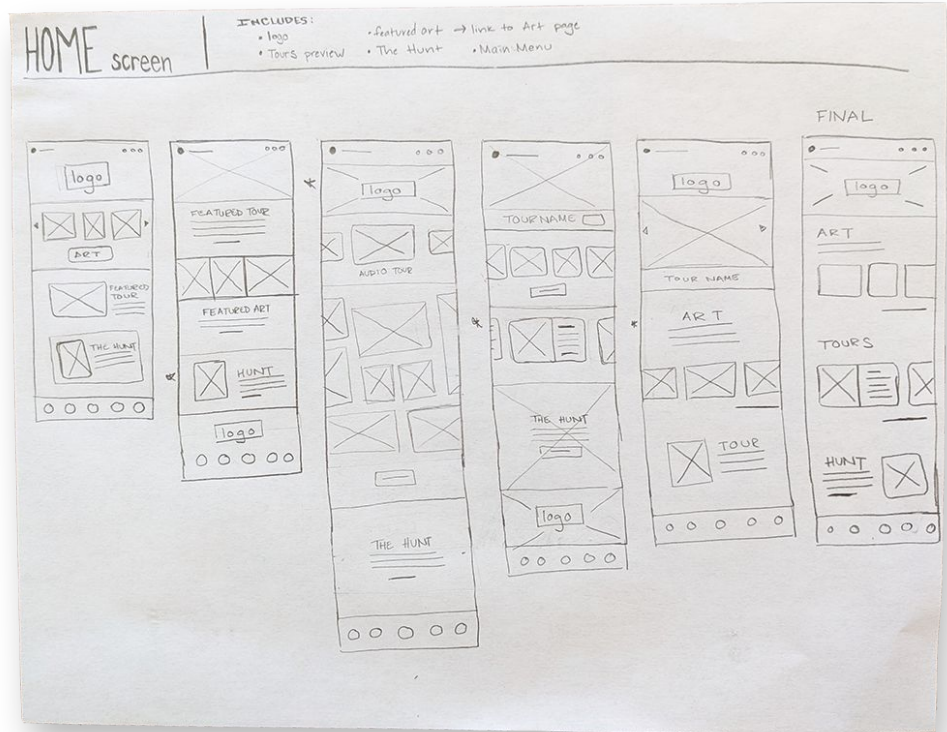 HOME screen
INCLUDES:
• logo
• Tours preview
• featured art → link to Art page
• The Hunt
• Main Menu
FINAL
logo
ART
FEATURED
TOUR
THE HUNT
FEATURED TOUR
FEATURED ART
HUNT
logo
logo
AUDIO TOUR
THE HUNT
TOUR NAME
THE HUNT
logo
logo
TOUR NAME
ART
TOUR
logo
ART
TOURS
HUNT